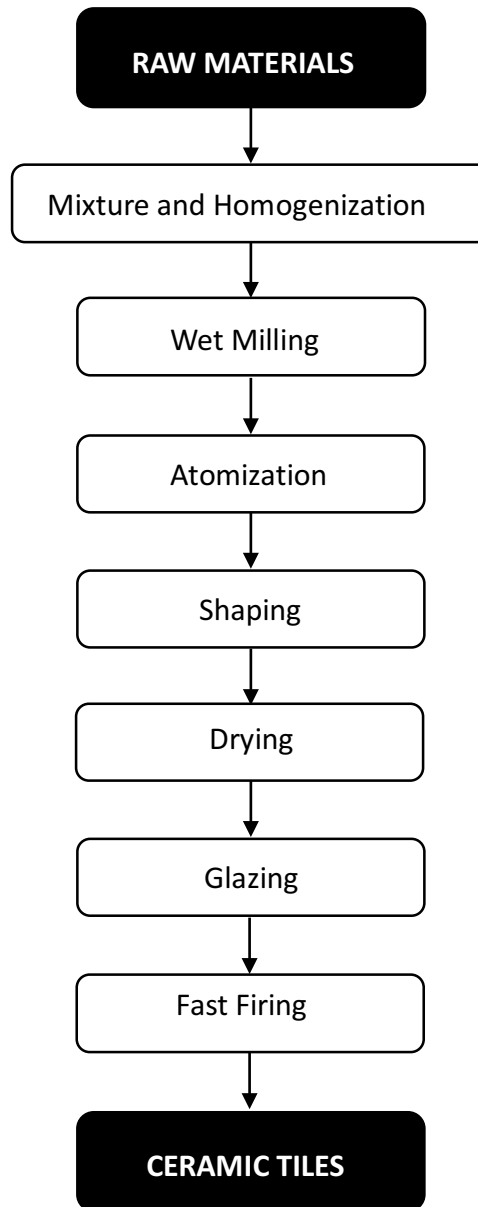 RAW MATERIALS
Mixture and Homogenization
Wet Milling
Atomization
Shaping
Drying
Glazing
Fast Firing
CERAMIC TILES